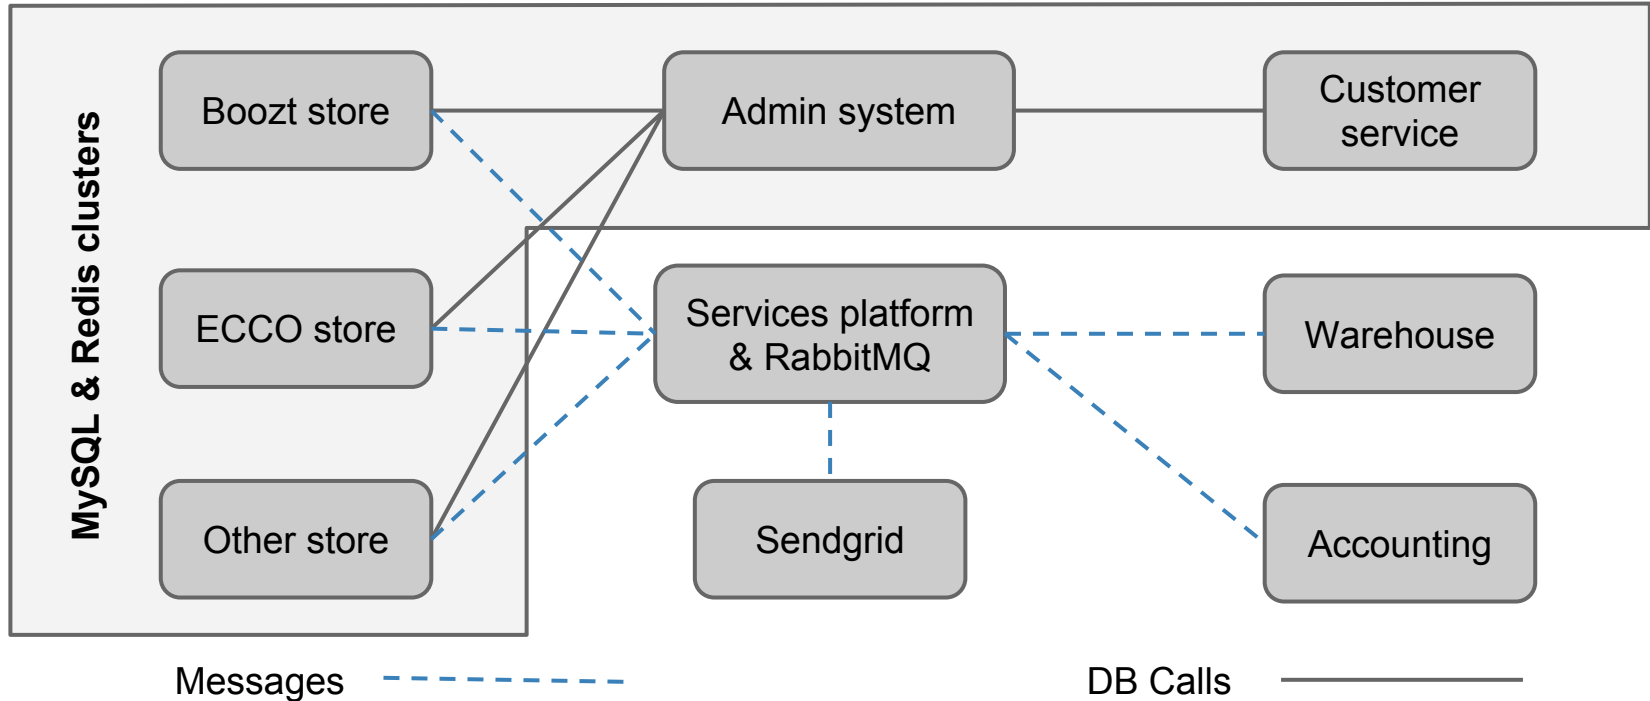 MySQL & Redis clusters
Boozt store
Admin system
Customer
service
ECCO store
Services platform
& RabbitMQ
Warehouse
Other store
Sendgrid
Accounting
Messages
DB Calls